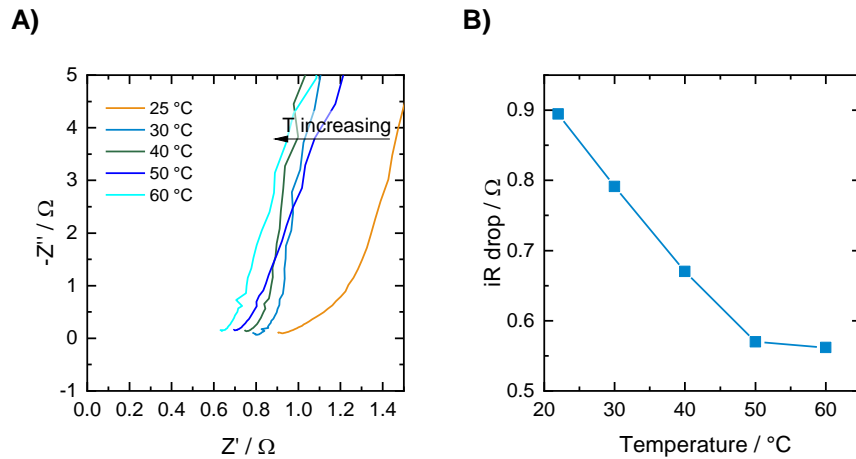 A)
5
4
3
2
1
0
-1
-Z'' / Ω
25 °C
30 °C
40 °C
50 °C
60 °C
T increasing
0.0 0.2 0.4 0.6 0.8 1.0 1.2 1.4
Z' / Ω
B)
0.9
0.8
0.7
0.6
0.5
iR drop / Ω
20 30 40 50 60
Temperature / °C